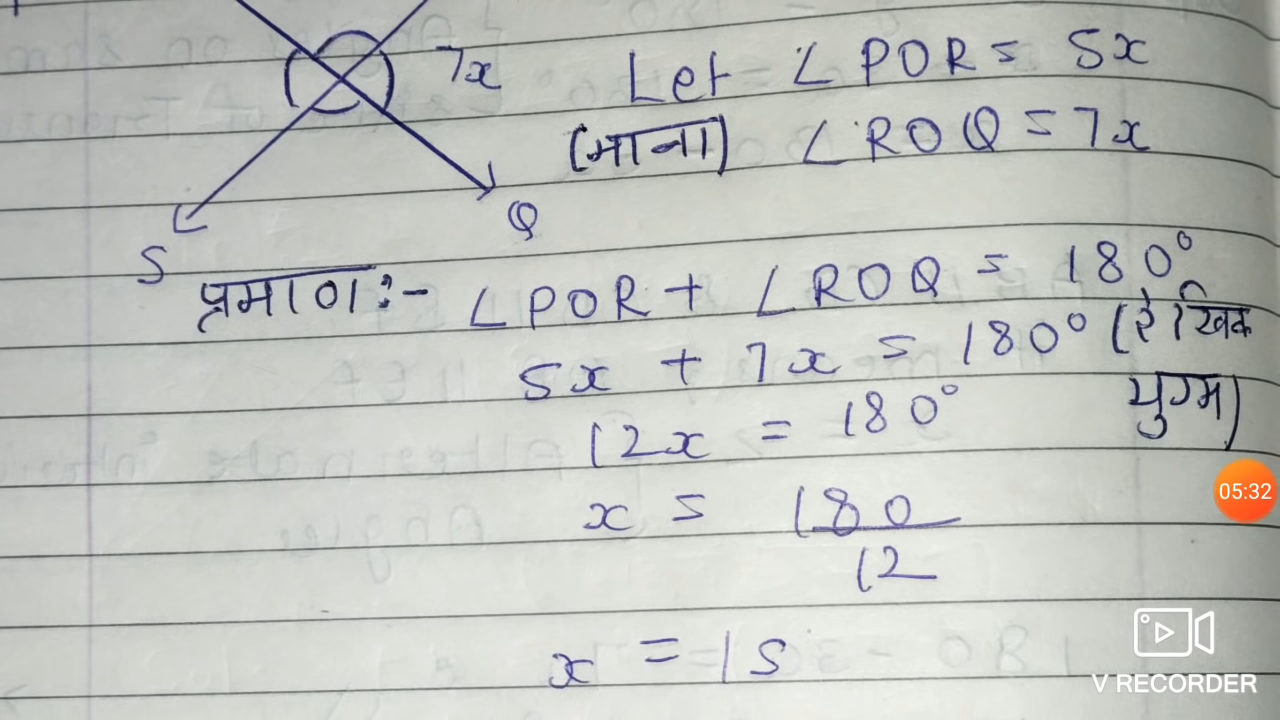 7x
Let ∠POR = 5x
(माना) ∠ROQ = 7x
S
Q
प्रमाण :- ∠POR + ∠ROQ = 180°
5x + 7x = 180° (रैखिक
युग्म)
12x = 180°
x = 180
12
x = 15
05:32
V RECORDER